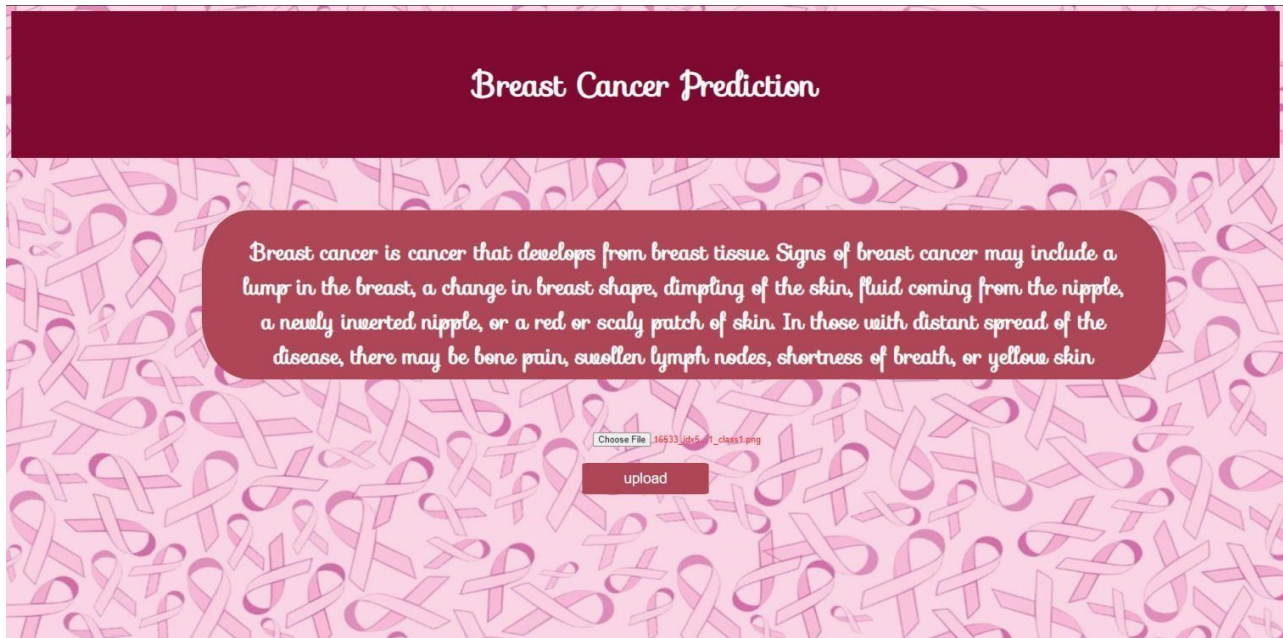 Breast Cancer Prediction
Breast cancer is cancer that develops from breast tissue. Signs of breast cancer may include a
lump in the breast, a change in breast shape, dimpling of the skin, fluid coming from the nipple,
a newly inverted nipple, or a red or scaly patch of skin. In those with distant spread of the
disease, there may be bone pain, swollen lymph nodes, shortness of breath, or yellow skin
Choose File 16533_idx5...1_class1.png
upload